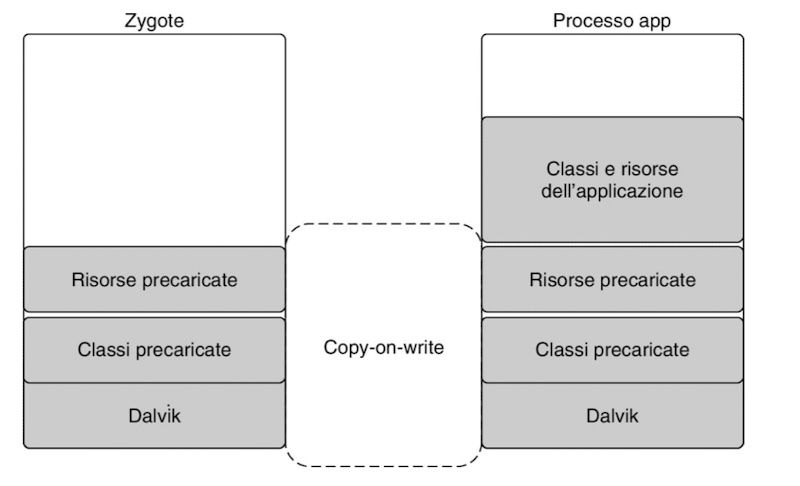 Zygote
Processo app
Classi e risorse
dell'applicazione
Risorse precaricate
Risorse precaricate
Copy-on-write
Classi precaricate
Classi precaricate
Dalvik
Dalvik